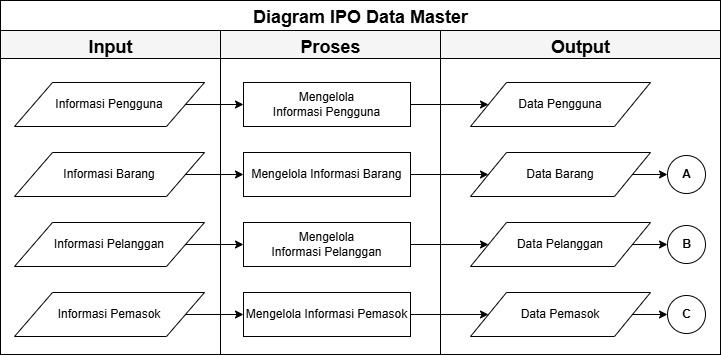 Diagram IPO Data Master
Input
Proses
Output
Informasi Pengguna
Mengelola
Informasi Pengguna
Data Pengguna
Informasi Barang
Mengelola Informasi Barang
Data Barang
A
Informasi Pelanggan
Mengelola
Informasi Pelanggan
Data Pelanggan
B
Informasi Pemasok
Mengelola Informasi Pemasok
Data Pemasok
C